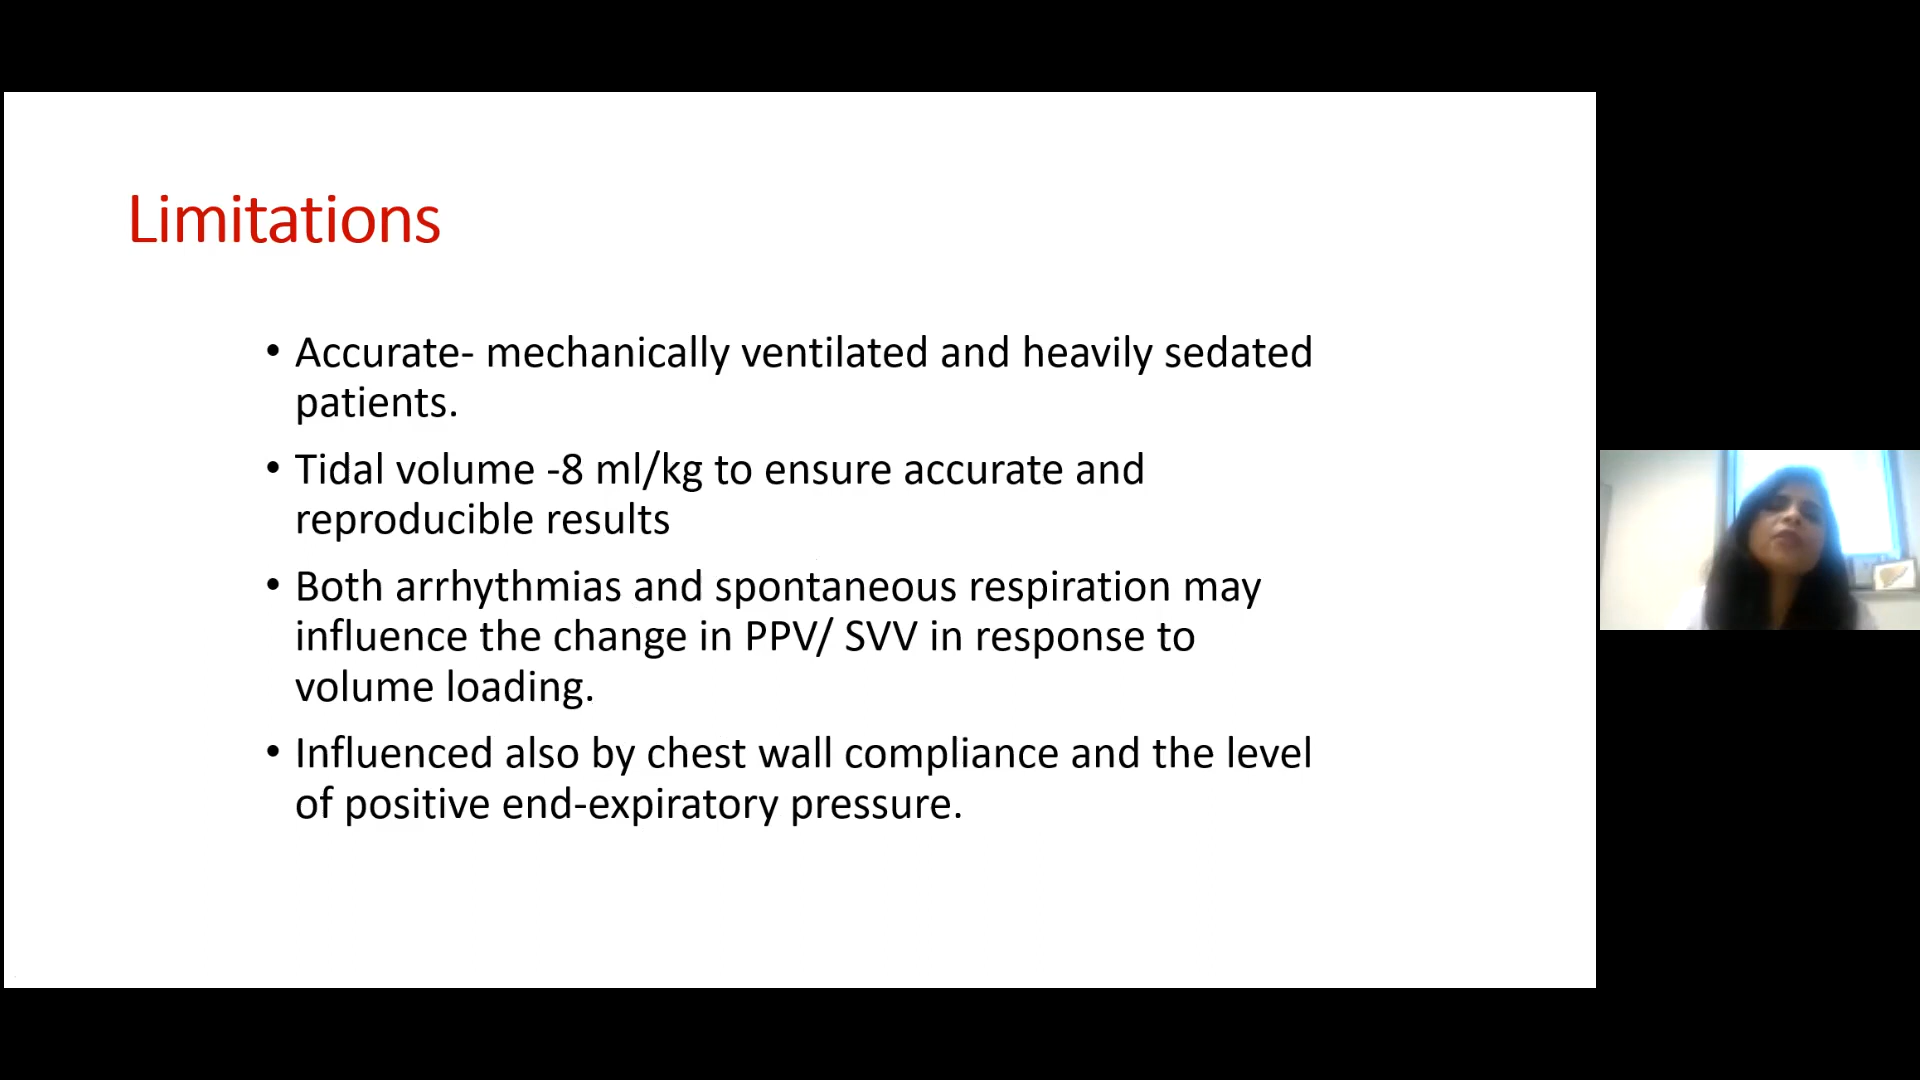 Limitations
• Accurate- mechanically ventilated and heavily sedated
patients.
• Tidal volume -8 ml/kg to ensure accurate and
reproducible results
• Both arrhythmias and spontaneous respiration may
influence the change in PPV/ SVV in response to
volume loading.
• Influenced also by chest wall compliance and the level
of positive end-expiratory pressure.